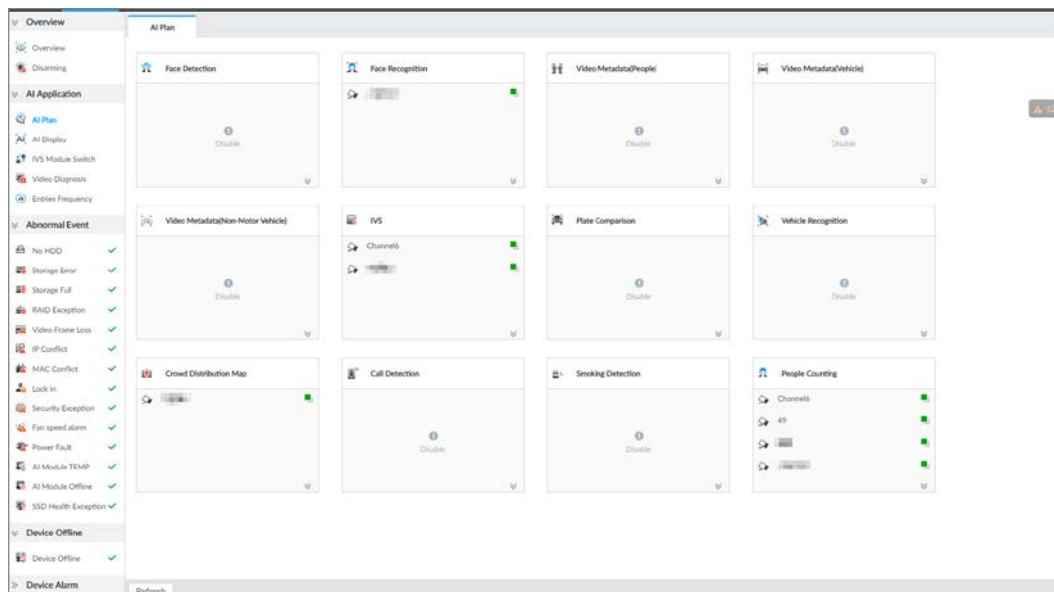 Overview
AI Plan
Overview
Disarming
AI Application
AI Plan
AI Display
IVS Module Switch
Video Diagnosis
Entries Frequency
Abnormal Event
No HDD
Storage Error
Storage Full
RAID Exception
Video Frame Loss
IP Conflict
MAC Conflict
Lock in
Security Exception
Fan speed alarm
Power Fault
AI Module TEMP
AI Module Offline
SSD Health Exception
Device Offline
Device Offline
Device Alarm
Face Detection
Disable
Face Recognition
Video Metadata(People)
Disable
Video Metadata(Vehicle)
Disable
Video Metadata(Non-Motor Vehicle)
Disable
IVS
Channel6
Plate Comparison
Disable
Vehicle Recognition
Disable
Crowd Distribution Map
Call Detection
Disable
Smoking Detection
Disable
People Counting
Channel6
49
Refresh